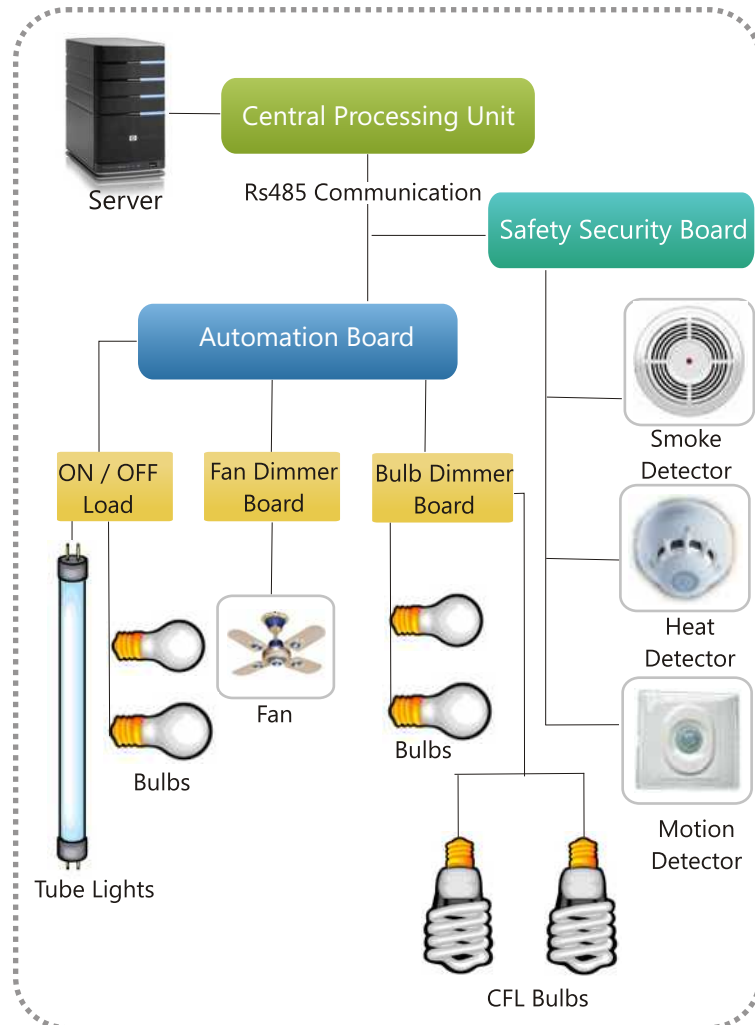 Central Processing Unit
Server
Rs485 Communication
Safety Security Board
Automation Board
Smoke
Detector
ON / OFF
Load
Fan Dimmer
Board
Bulb Dimmer
Board
Heat
Detector
Fan
Bulbs
Bulbs
Motion
Detector
Tube Lights
CFL Bulbs